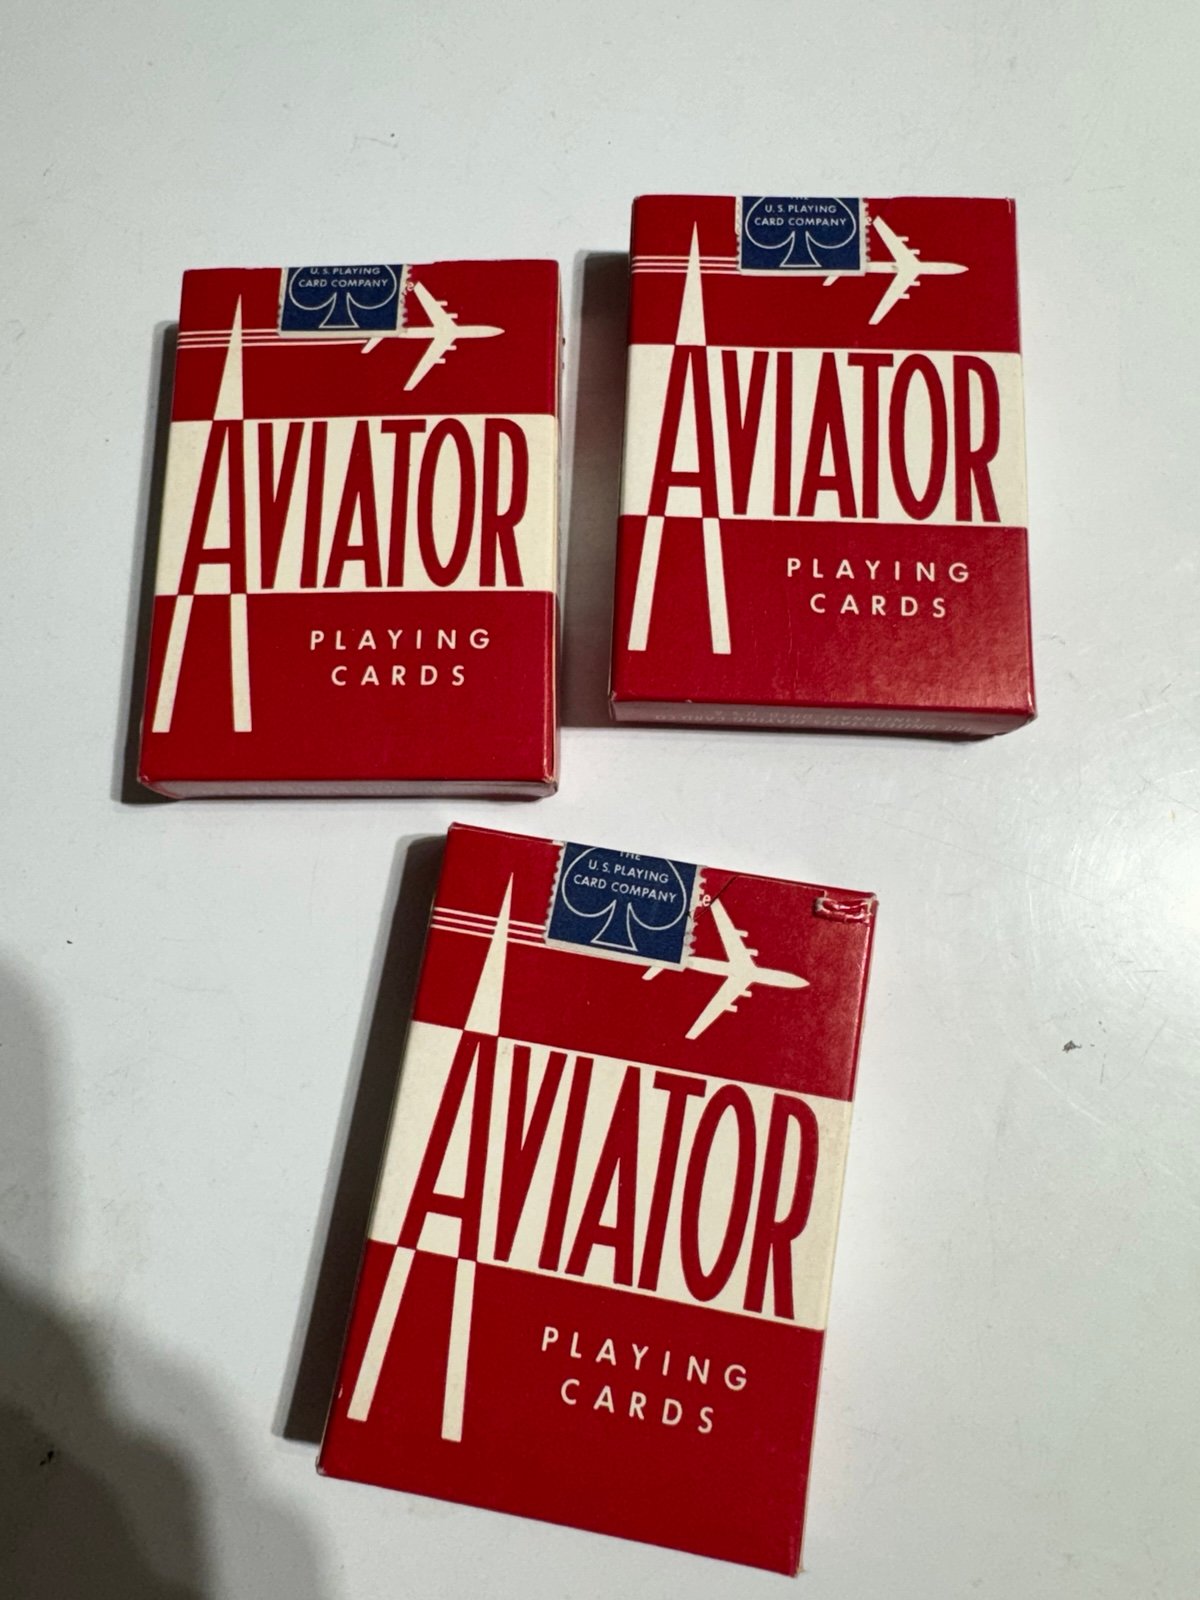 U. S. PLAYING
CARD COMPANY
AVIATOR
PLAYING
CARDS
THE
U. S. PLAYING
CARD COMPANY
AVIATOR
PLAYING
CARDS
THE
U. S. PLAYING
CARD COMPANY
AVIATOR
PLAYING
CARDS